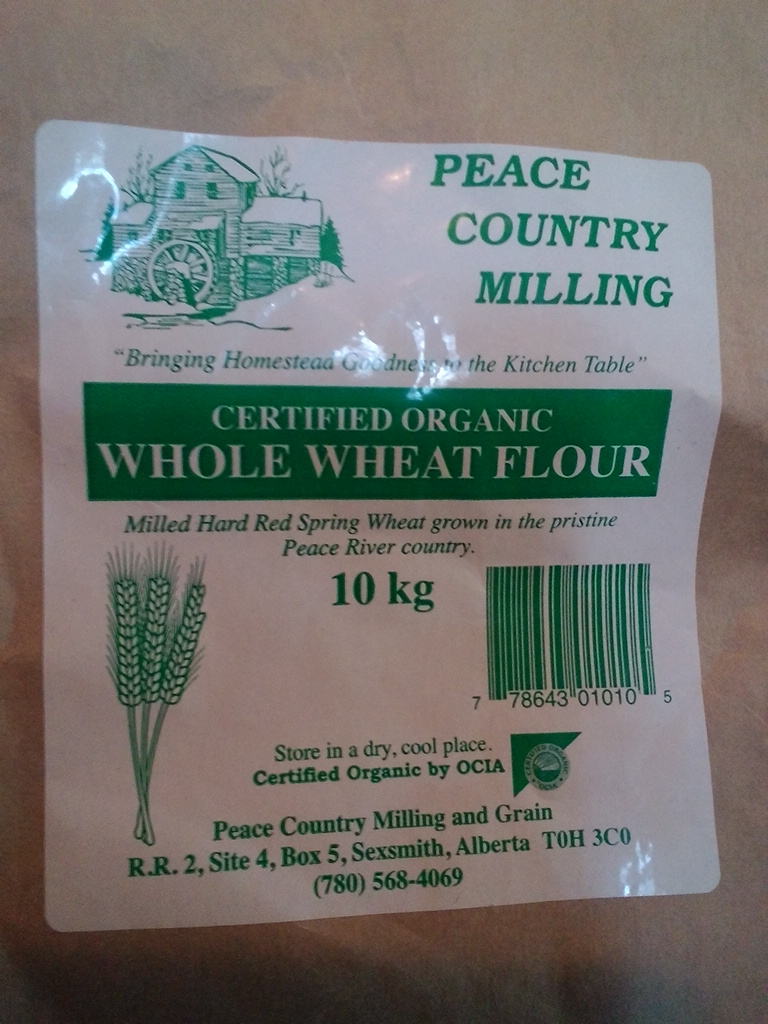 PEACE
COUNTRY
MILLING
"Bringing Homestead Goodness to the Kitchen Table"
CERTIFIED ORGANIC
WHOLE WHEAT FLOUR
Milled Hard Red Spring Wheat grown in the pristine
Peace River country.
10 kg
7 78643 01010 5
Store in a dry, cool place.
Certified Organic by OCIA
CERTIFIED ORGANIC
OCIA
Peace Country Milling and Grain
R.R. 2, Site 4, Box 5, Sexsmith, Alberta T0H 3C0
(780) 568-4069